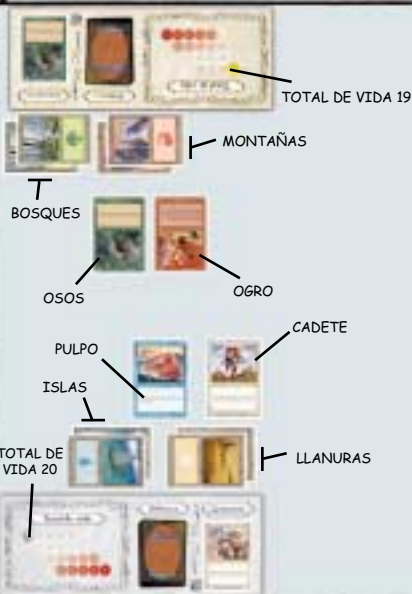 TOTAL DE VIDA 19
MONTAÑAS
BOSQUES
OSOS
OGRO
CADETE
PULPO
ISLAS
TOTAL DE
VIDA 20
LLANURAS